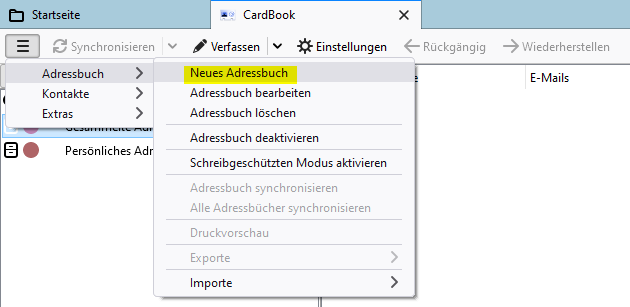 Startseite
CardBook
Synchronisieren
Verfassen
Einstellungen
Rückgängig
Wiederherstellen
Adressbuch
Neues Adressbuch
E-Mails
Kontakte
Adressbuch bearbeiten
Extras
Adressbuch löschen
Gesammelte Adr
Adressbuch deaktivieren
Persönliches Adr
Schreibgeschützten Modus aktivieren
Adressbuch synchronisieren
Alle Adressbücher synchronisieren
Druckvorschau
Exporte
Importe